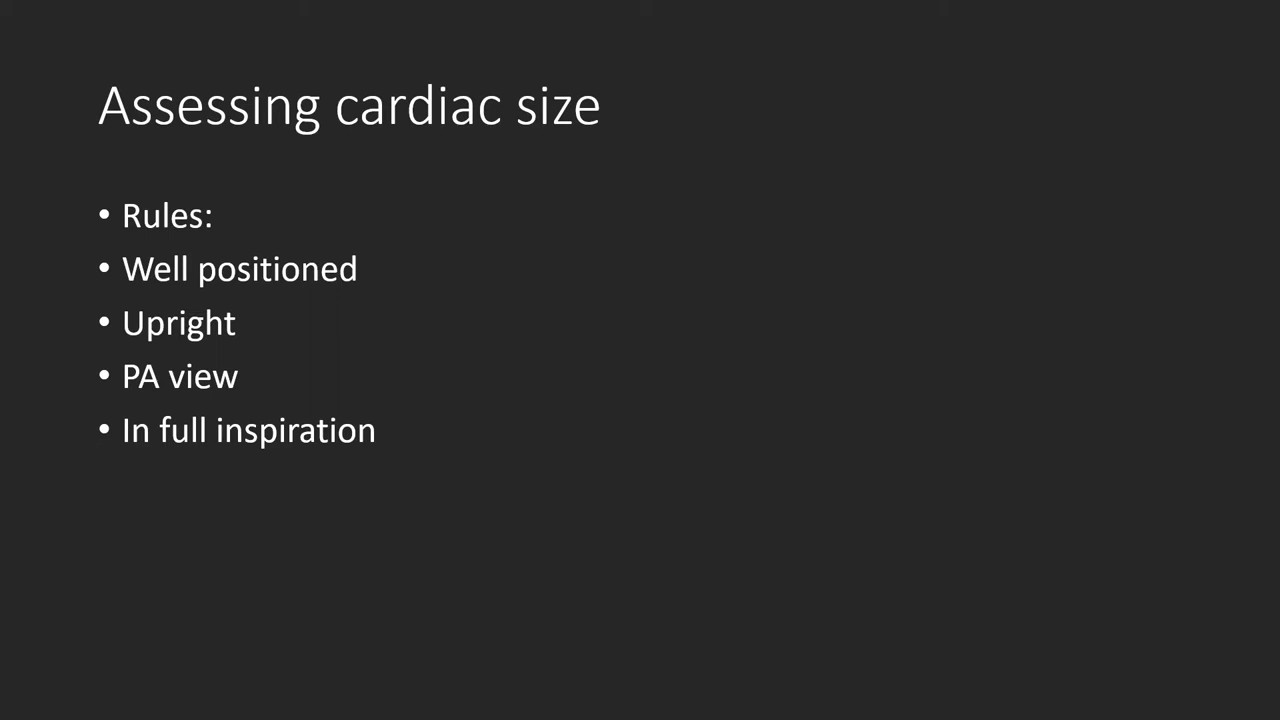 Assessing cardiac size
• Rules:
• Well positioned
• Upright
• PA view
• In full inspiration